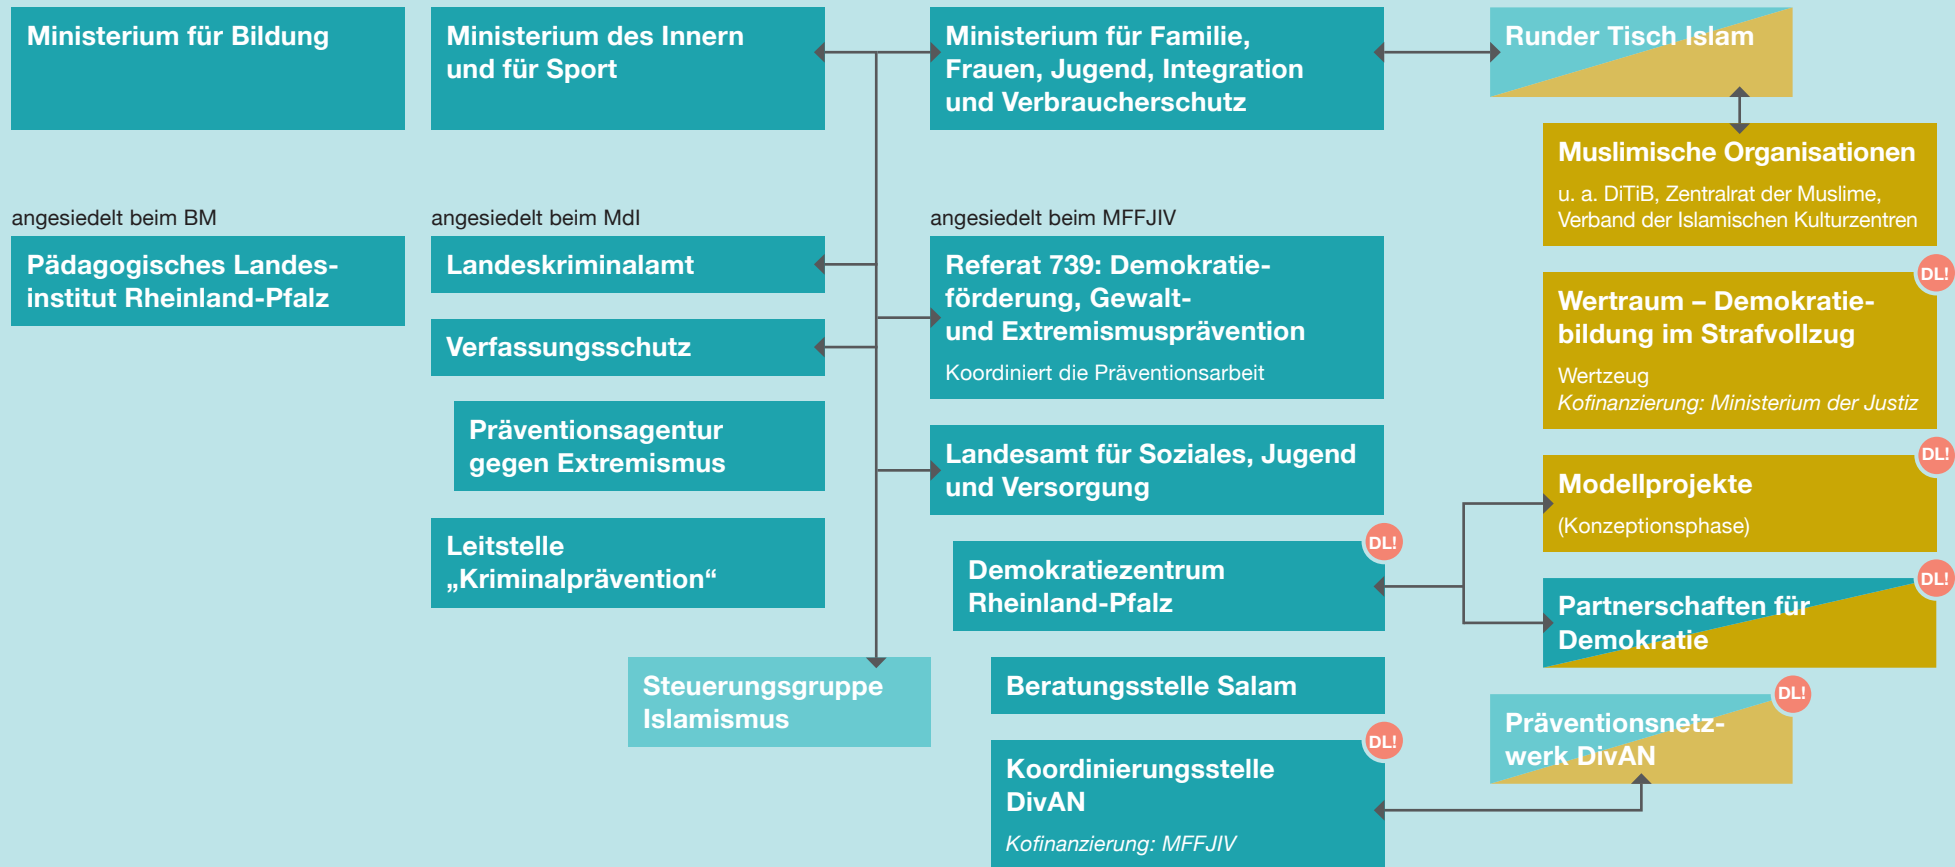 Ministerium für Bildung
Ministerium des Innern
und für Sport
Ministerium für Familie,
Frauen, Jugend, Integration
und Verbraucherschutz
Runder Tisch Islam
Muslimische Organisationen
u. a. DiTiB, Zentralrat der Muslime,
Verband der Islamischen Kulturzentren
angesiedelt beim BM
Pädagogisches Landes-
institut Rheinland-Pfalz
angesiedelt beim MdI
Landeskriminalamt
Verfassungsschutz
Präventionsagentur
gegen Extremismus
Leitstelle
„Kriminalprävention“
Steuerungsgruppe
Islamismus
angesiedelt beim MFFJIV
Referat 739: Demokratie-
förderung, Gewalt-
und Extremismusprävention
Koordiniert die Präventionsarbeit
Landesamt für Soziales, Jugend
und Versorgung
DL!
Demokratiezentrum
Rheinland-Pfalz
Beratungsstelle Salam
DL!
Koordinierungsstelle
DivAN
Kofinanzierung: MFFJIV
DL!
Wertraum – Demokratie-
bildung im Strafvollzug
Wertzeug
Kofinanzierung: Ministerium der Justiz
DL!
Modellprojekte
(Konzeptionsphase)
DL!
Partnerschaften für
Demokratie
DL!
Präventionsnetz-
werk DivAN